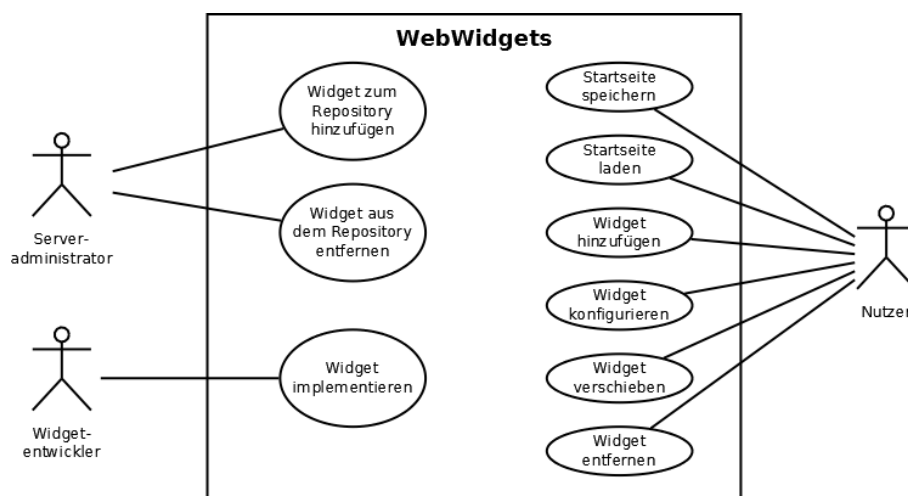 WebWidgets
Widget zum
Repository
hinzufügen
Widget aus
dem Repository
entfernen
Widget
implementieren
Startseite
speichern
Startseite
laden
Widget
hinzufügen
Widget
konfigurieren
Widget
verschieben
Widget
entfernen
Server-
administrator
Widget-
entwickler
Nutzer